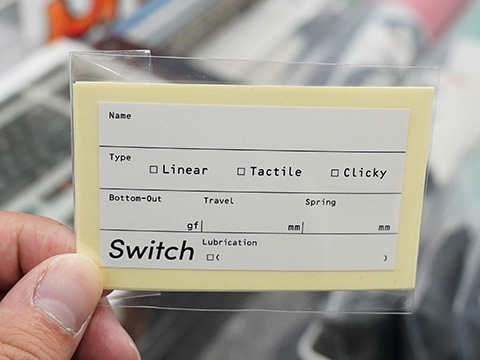 Name
Type
□ Linear □ Tactile □ Clicky
Bottom-Out Travel Spring
gf mm mm
Switch Lubrication
□( )